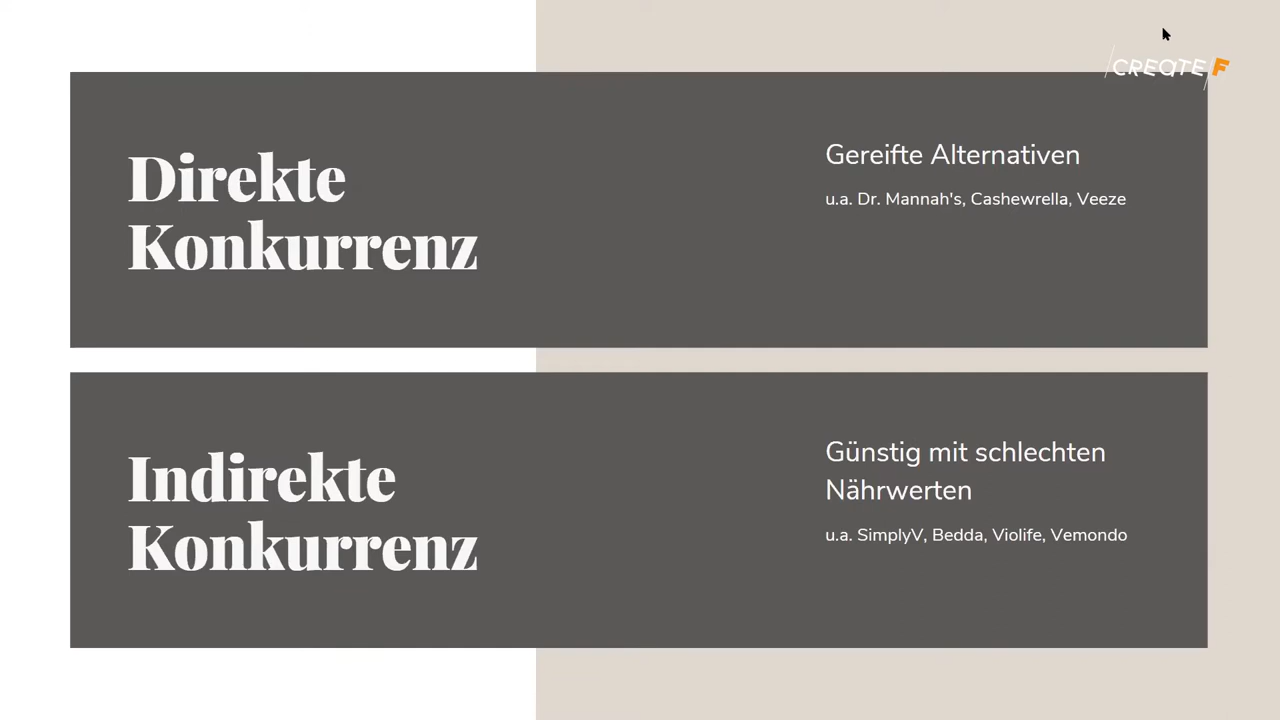 CREATE/F
Direkte
Konkurrenz
Gereifte Alternativen
u.a. Dr. Mannah's, Cashewrella, Veeze
Indirekte
Konkurrenz
Günstig mit schlechten
Nährwerten
u.a. SimplyV, Bedda, Violife, Vemondo